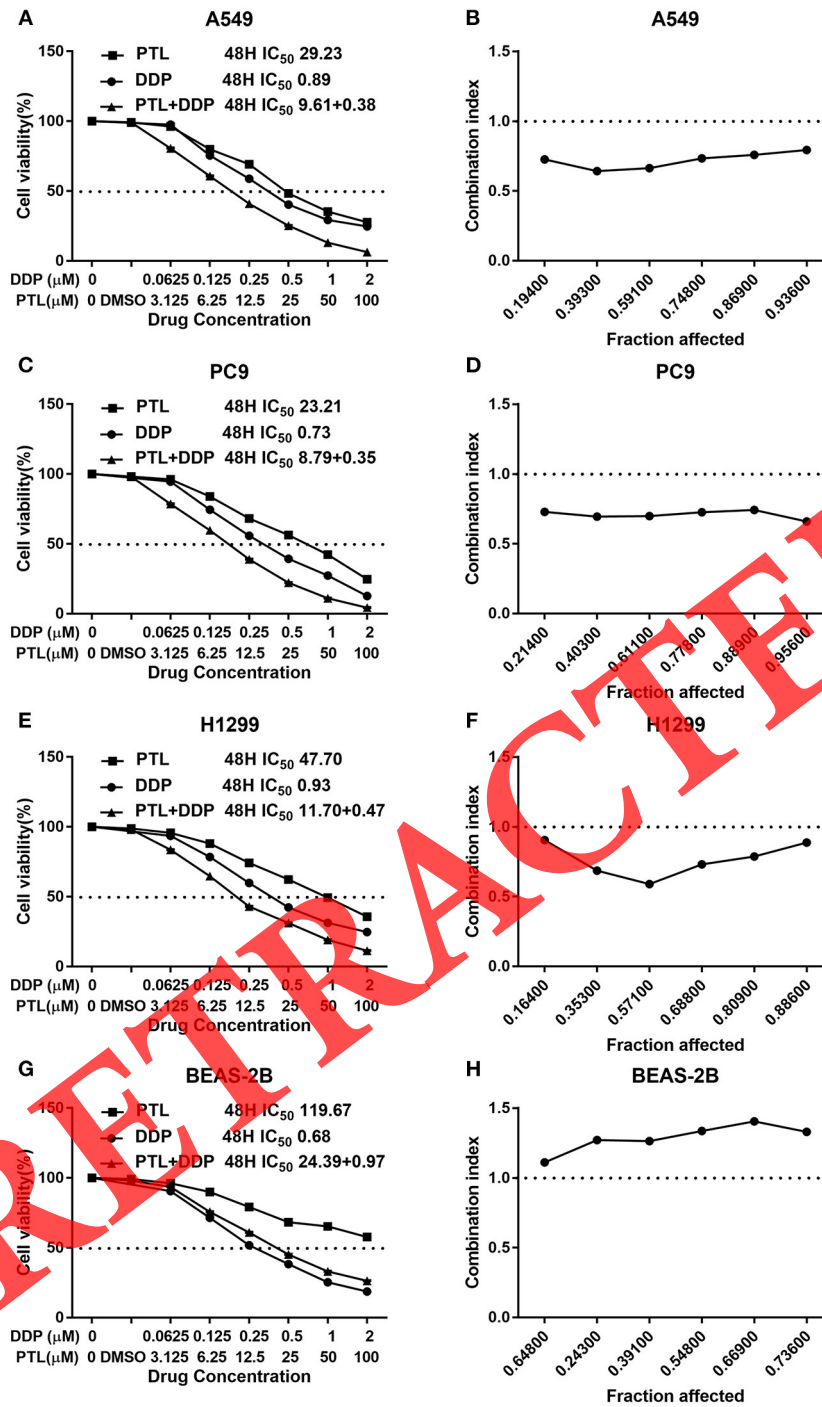 A
A549
150
100
50
0
Cell viability(%)
PTL 48H IC50 29.23
DDP 48H IC50 0.89
PTL+DDP 48H IC50 9.61+0.38
DDP (μM) 0 0.0625 0.125 0.25 0.5 1 2
PTL(μM) 0 DMSO 3.125 6.25 12.5 25 50 100
Drug Concentration
B
A549
1.5
1.0
0.5
0.0
Combination index
0.19400 0.39300 0.59100 0.74800 0.86900 0.93600
Fraction affected
C
PC9
150
100
50
0
Cell viability(%)
PTL 48H IC50 23.21
DDP 48H IC50 0.73
PTL+DDP 48H IC50 8.79+0.35
DDP (μM) 0 0.0625 0.125 0.25 0.5 1 2
PTL(μM) 0 DMSO 3.125 6.25 12.5 25 50 100
Drug Concentration
D
PC9
1.5
1.0
0.5
0.0
Combination index
0.21400 0.40300 0.61100 0.77800 0.88900 0.95600
Fraction affected
E
H1299
150
100
50
0
Cell viability(%)
PTL 48H IC50 47.70
DDP 48H IC50 0.93
PTL+DDP 48H IC50 11.70+0.47
DDP (μM) 0 0.0625 0.125 0.25 0.5 1 2
PTL(μM) 0 DMSO 3.125 6.25 12.5 25 50 100
Drug Concentration
F
H1299
1.5
1.0
0.5
0.0
Combination index
0.16400 0.35300 0.57100 0.68800 0.80900 0.88600
Fraction affected
G
BEAS-2B
150
100
50
0
Cell viability(%)
PTL 48H IC50 119.67
DDP 48H IC50 0.68
PTL+DDP 48H IC50 24.39+0.97
DDP (μM) 0 0.0625 0.125 0.25 0.5 1 2
PTL(μM) 0 DMSO 3.125 6.25 12.5 25 50 100
Drug Concentration
H
BEAS-2B
1.5
1.0
0.5
0.0
Combination index
0.64800 0.24300 0.39100 0.54800 0.66900 0.73600
Fraction affected
RETRACTE